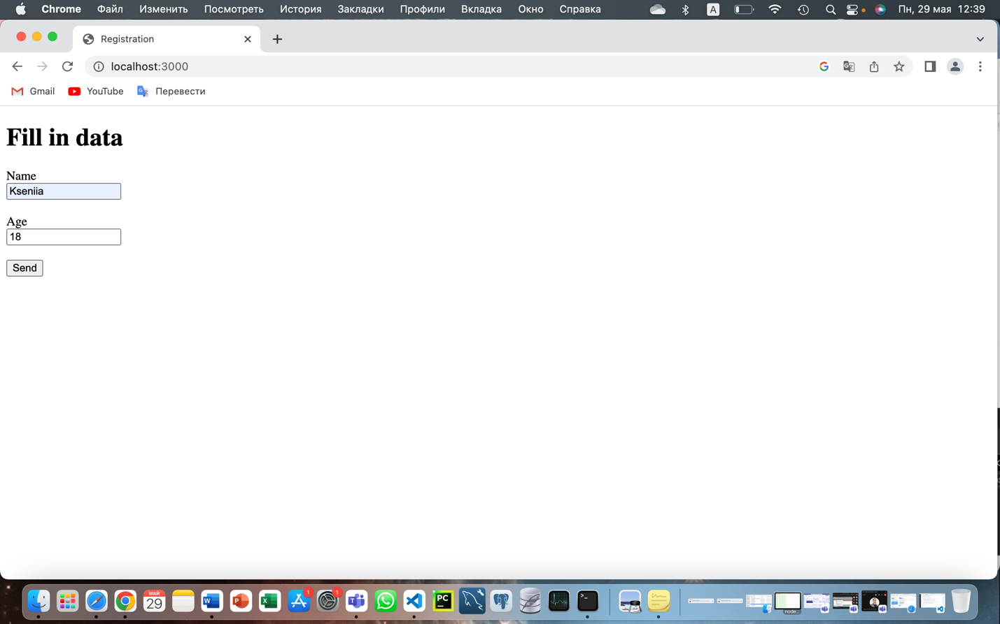 Chrome Файл Изменить Посмотреть История Закладки Профили Вкладка Окно Справка A Пн, 29 мая 12:39
Registration
localhost:3000
Gmail YouTube Перевести
Fill in data
Name
Kseniia
Age
18
Send
МАЙ
29
W
P
X
1
1
PC
>_
node...